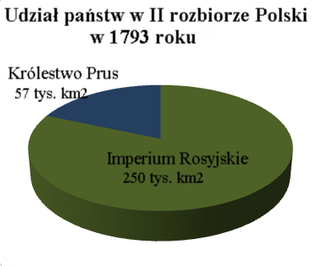 Udział państw w II rozbiorze Polski
w 1793 roku
Królestwo Prus
57 tys. km2
Imperium Rosyjskie
250 tys. km2